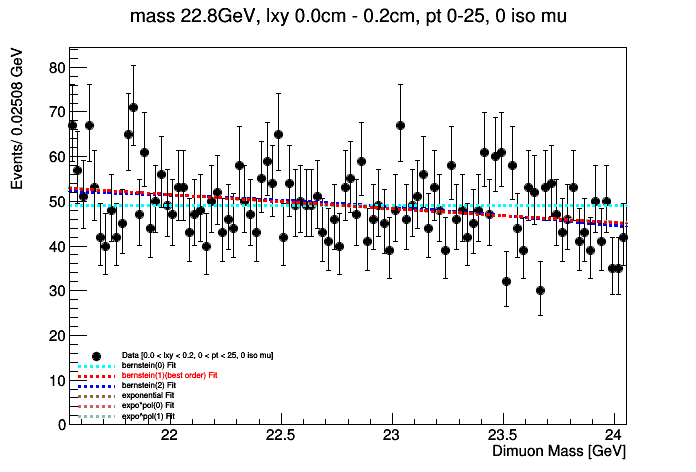 mass 22.8GeV, lxy 0.0cm - 0.2cm, pt 0-25, 0 iso mu
Events/ 0.02508 GeV
80
70
60
50
40
30
20
10
0
Data [0.0 < lxy < 0.2, 0 < pt < 25, 0 iso mu]
bernstein(0) Fit
bernstein(1)(best order) Fit
bernstein(2) Fit
exponential Fit
expo*pol(0) Fit
expo*pol(1) Fit
22
22.5
23
23.5
24
Dimuon Mass [GeV]